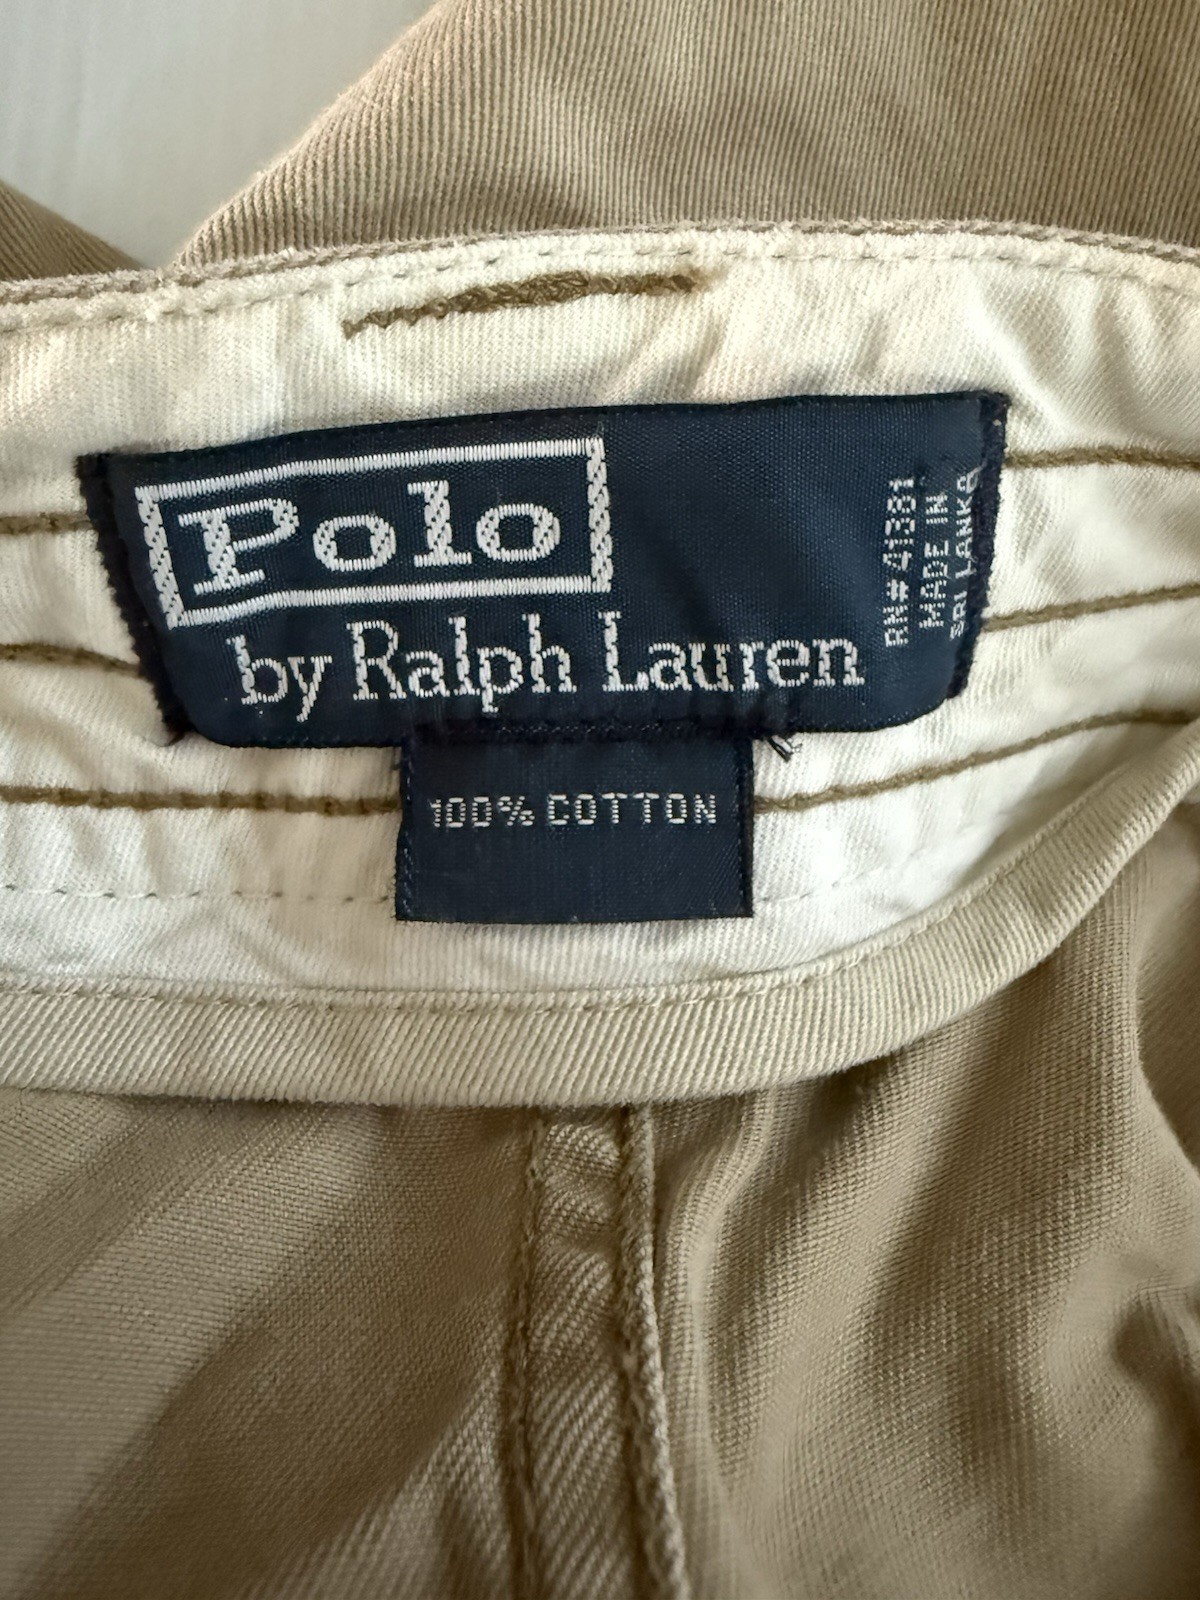 Polo
by Ralph Lauren
RN# 41381
MADE IN
SRI LANKA
100% COTTON